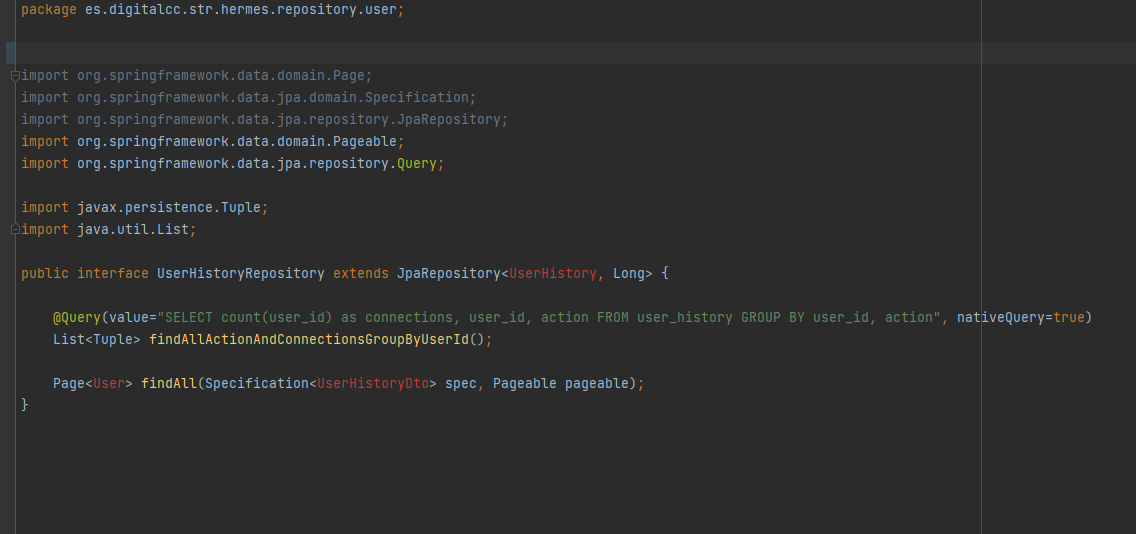 package es.digitalcc.str.hermes.repository.user;
import org.springframework.data.domain.Page;
import org.springframework.data.jpa.domain.Specification;
import org.springframework.data.jpa.repository.JpaRepository;
import org.springframework.data.domain.Pageable;
import org.springframework.data.jpa.repository.Query;
import javax.persistence.Tuple;
import java.util.List;
public interface UserHistoryRepository extends JpaRepository<UserHistory, Long> {
@Query(value="SELECT count(user_id) as connections, user_id, action FROM user_history GROUP BY user_id, action", nativeQuery=true)
List<Tuple> findAllActionAndConnectionsGroupByUserId();
Page<User> findAll(Specification<UserHistoryDto> spec, Pageable pageable);
}